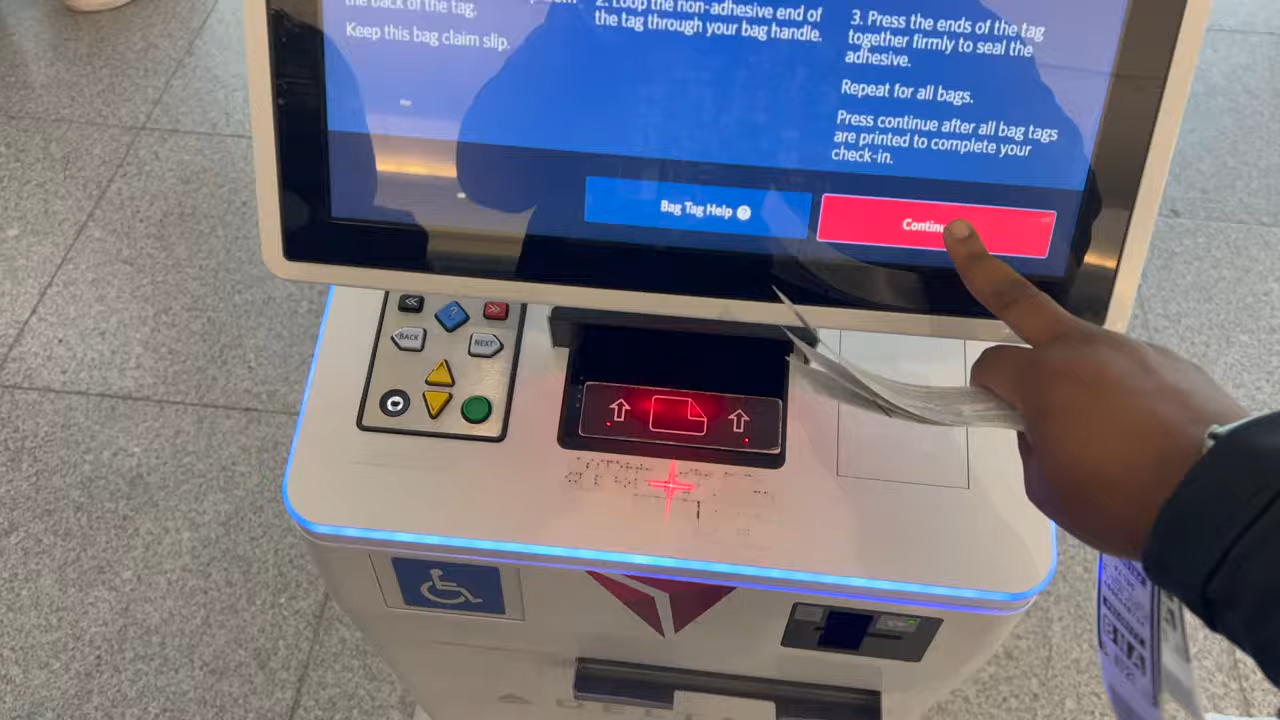 the back of the tag.
Keep this bag claim slip.
2. Loop the non-adhesive end of
the tag through your bag handle.
3. Press the ends of the tag
together firmly to seal the
adhesive.
Repeat for all bags.
Press continue after all bag tags
are printed to complete your
check-in.
Bag Tag Help ?
Contin
<<
?
>>
BACK
NEXT
DELTA
BNA